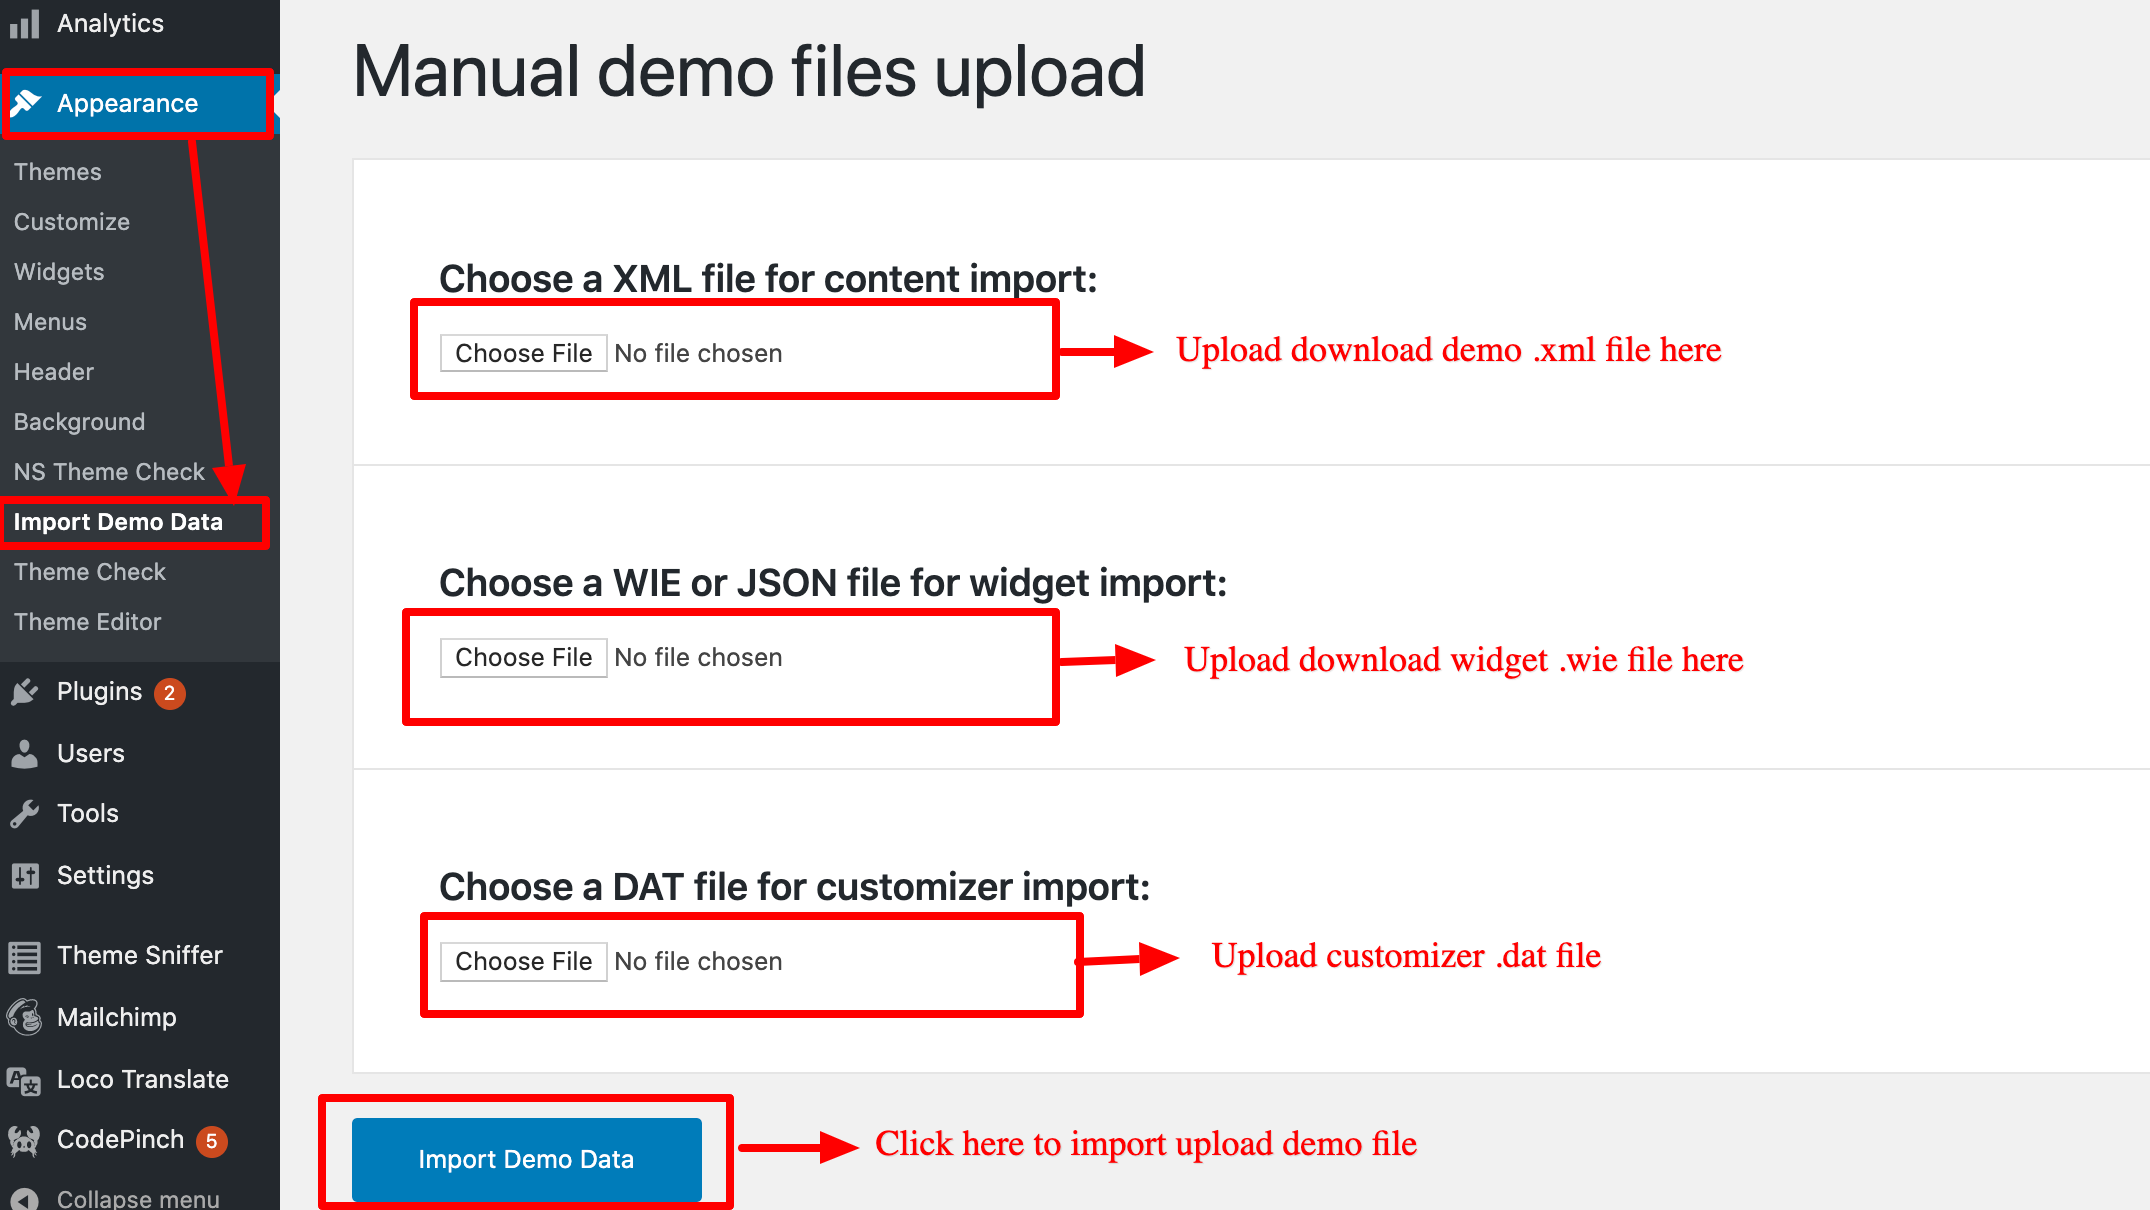 Analytics
Appearance
Themes
Customize
Widgets
Menus
Header
Background
NS Theme Check
Import Demo Data
Theme Check
Theme Editor
Plugins 2
Users
Tools
Settings
Theme Sniffer
Mailchimp
Loco Translate
CodePinch 5
Collapse menu
Manual demo files upload
Choose a XML file for content import:
Choose File No file chosen
Upload download demo .xml file here
Choose a WIE or JSON file for widget import:
Choose File No file chosen
Upload download widget .wie file here
Choose a DAT file for customizer import:
Choose File No file chosen
Upload customizer .dat file
Import Demo Data
Click here to import upload demo file